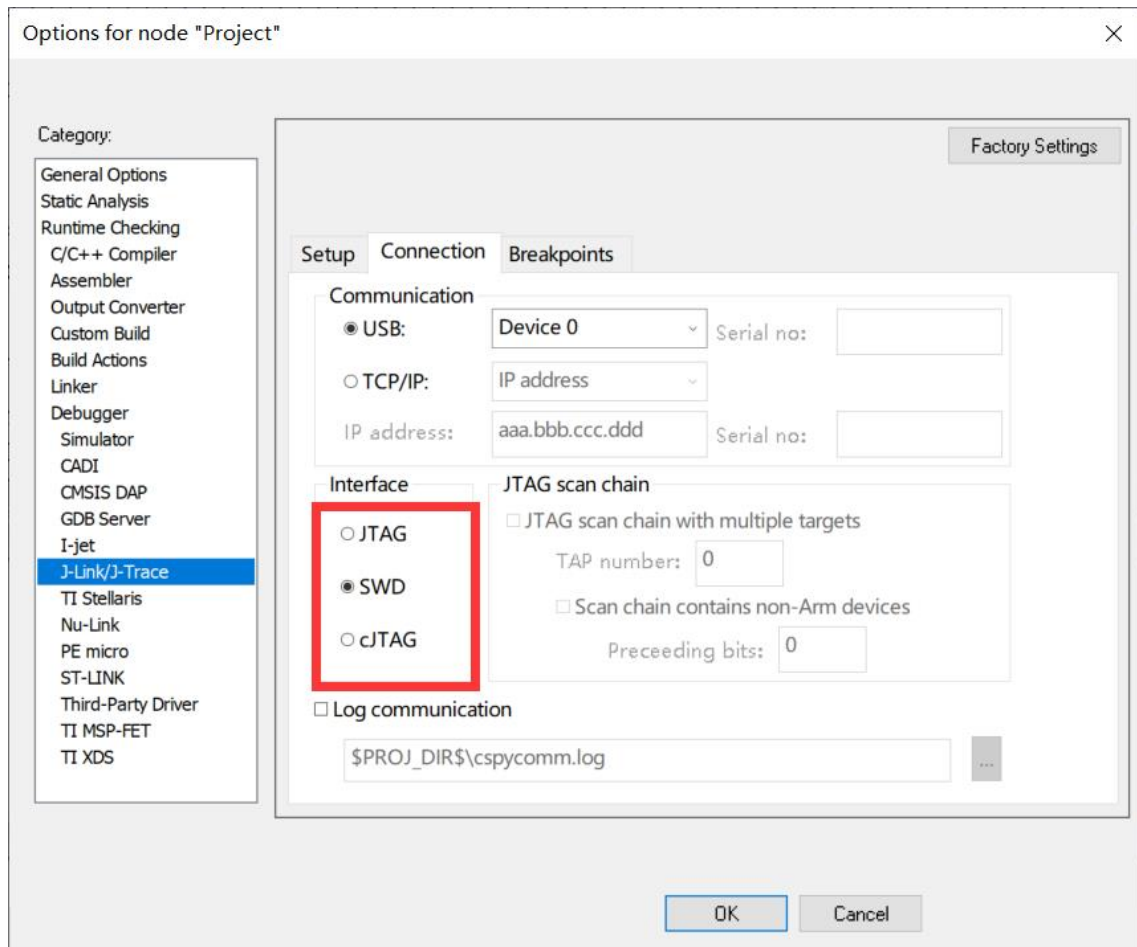 Options for node "Project"
Category:
Factory Settings
General Options
Static Analysis
Runtime Checking
C/C++ Compiler
Assembler
Output Converter
Custom Build
Build Actions
Linker
Debugger
Simulator
CADI
CMSIS DAP
GDB Server
I-jet
J-Link/J-Trace
TI Stellaris
Nu-Link
PE micro
ST-LINK
Third-Party Driver
TI MSP-FET
TI XDS
Setup Connection Breakpoints
Communication
USB: Device 0 Serial no:
TCP/IP: IP address
IP address: aaa.bbb.ccc.ddd Serial no:
Interface
JTAG
SWD
cJTAG
JTAG scan chain
JTAG scan chain with multiple targets
TAP number: 0
Scan chain contains non-Arm devices
Preceeding bits: 0
Log communication
$PROJ_DIR$\cspycomm.log ...
OK Cancel